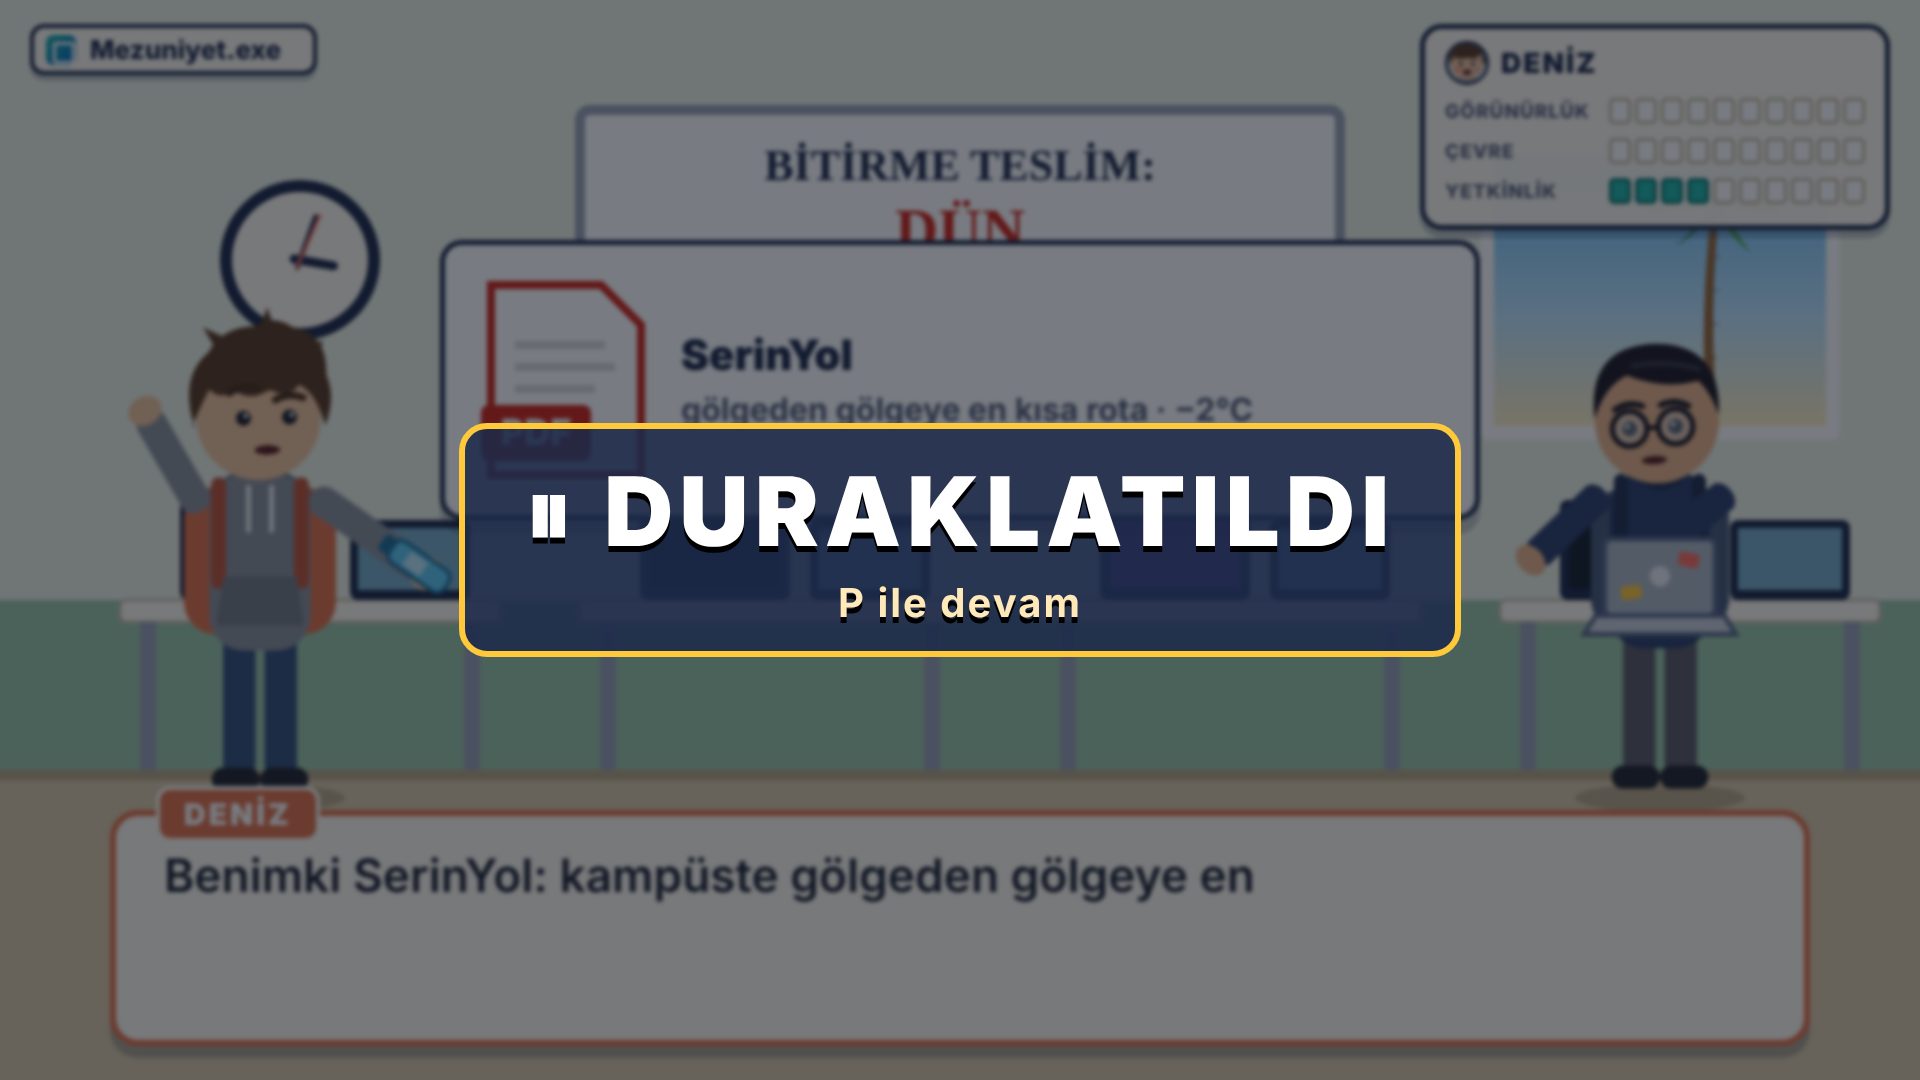 Mezuniyet.exe
DENİZ
GÖRÜNÜRLÜK
ÇEVRE
YETKİNLİK
BİTİRME TESLİM:
DÜN
SerinYol
gölgeden gölgeye en kısa rota · −2°C
PDF
DURAKLATILDI
P ile devam
DENİZ
Benimki SerinYol: kampüste gölgeden gölgeye en